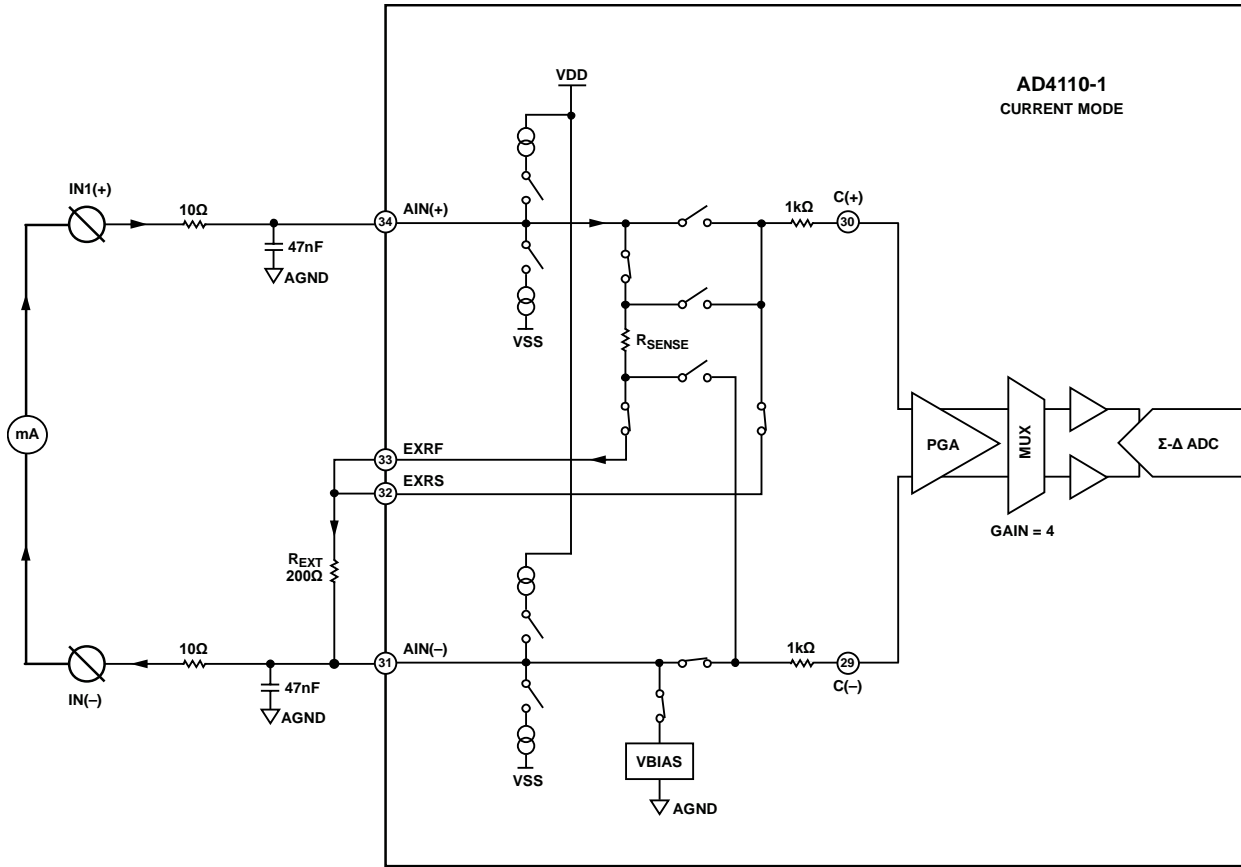 AD4110-1
CURRENT MODE
VDD
IN1(+)
10Ω
47nF
AGND
34
AIN(+)
VSS
RSENSE
1kΩ
C(+)
30
mA
EXRF
33
EXRS
32
REXT
200Ω
PGA
MUX
Σ-Δ ADC
GAIN = 4
10Ω
IN(–)
47nF
AGND
31
AIN(–)
VSS
VBIAS
AGND
1kΩ
29
C(–)